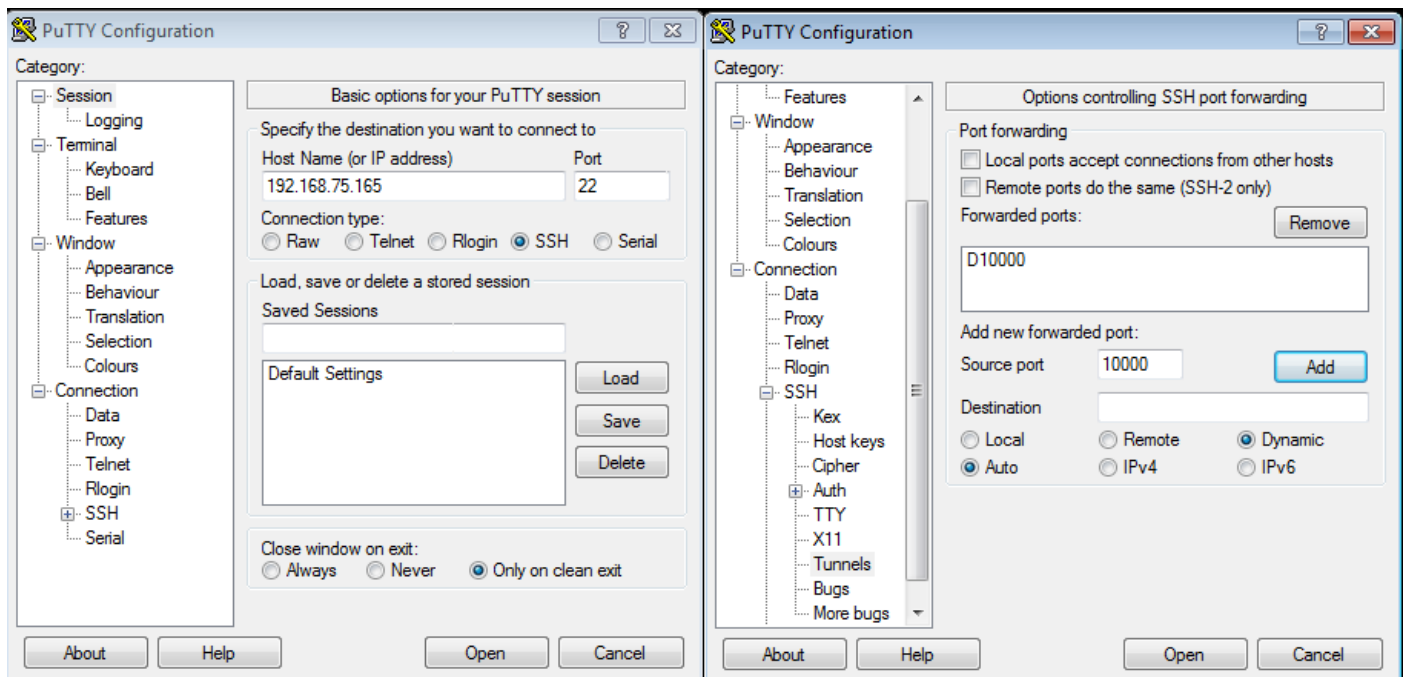 PuTTY Configuration
Category:
Session
Logging
Terminal
Keyboard
Bell
Features
Window
Appearance
Behaviour
Translation
Selection
Colours
Connection
Data
Proxy
Telnet
Rlogin
SSH
Serial
Basic options for your PuTTY session
Specify the destination you want to connect to
Host Name (or IP address) Port
192.168.75.165 22
Connection type:
Raw Telnet Rlogin SSH Serial
Load, save or delete a stored session
Saved Sessions
Default Settings
Load
Save
Delete
Close window on exit:
Always Never Only on clean exit
About Help Open Cancel
PuTTY Configuration
Category:
Features
Window
Appearance
Behaviour
Translation
Selection
Colours
Connection
Data
Proxy
Telnet
Rlogin
SSH
Kex
Host keys
Cipher
Auth
TTY
X11
Tunnels
Bugs
More bugs
Options controlling SSH port forwarding
Port forwarding
Local ports accept connections from other hosts
Remote ports do the same (SSH-2 only)
Forwarded ports: Remove
D10000
Add new forwarded port:
Source port 10000 Add
Destination
Local Remote Dynamic
Auto IPv4 IPv6
About Help Open Cancel